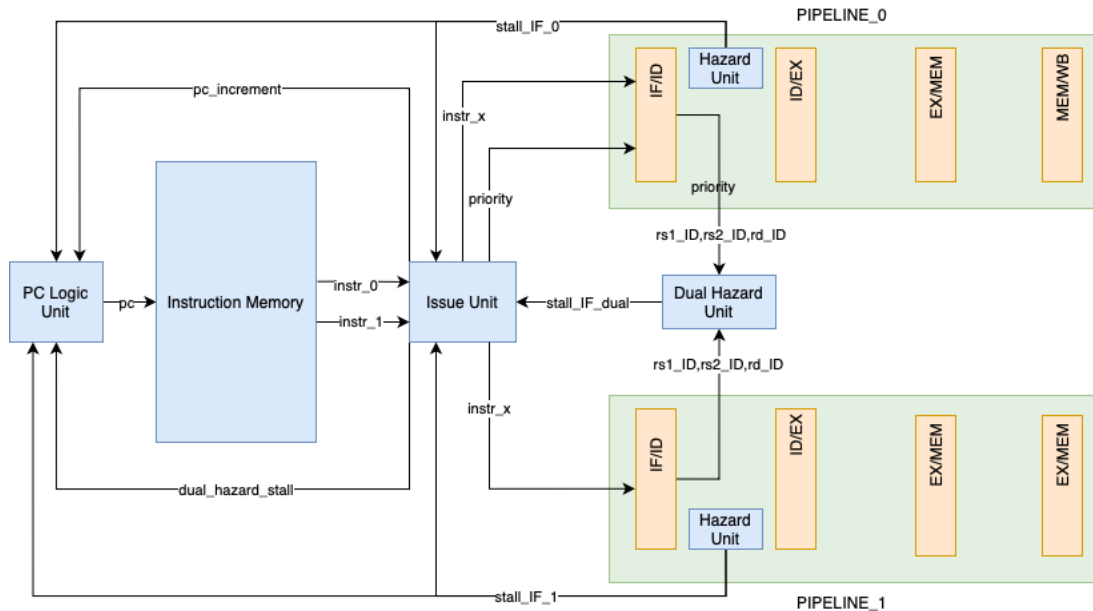 PIPELINE_0
stall_IF_0
Hazard
Unit
IF/ID
ID/EX
EX/MEM
MEM/WB
pc_increment
instr_x
priority
priority
rs1_ID,rs2_ID,rd_ID
PC Logic
Unit
pc
Instruction Memory
instr_0
instr_1
Issue Unit
stall_IF_dual
Dual Hazard
Unit
rs1_ID,rs2_ID,rd_ID
instr_x
IF/ID
ID/EX
EX/MEM
EX/MEM
dual_hazard_stall
Hazard
Unit
stall_IF_1
PIPELINE_1